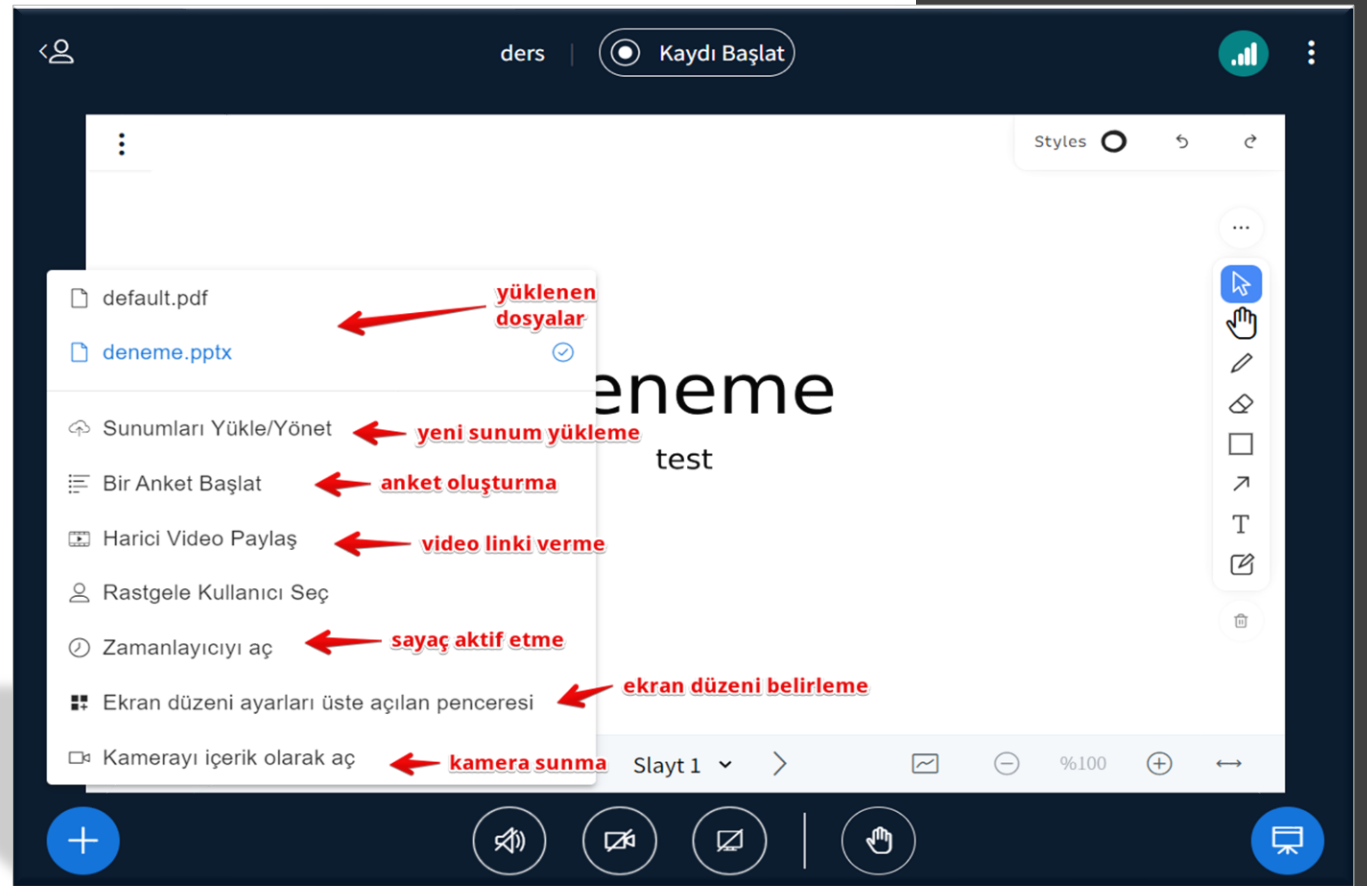 ders
Kaydı Başlat
Styles
default.pdf
yüklenen
dosyalar
deneme.pptx
eneme
test
Sunumları Yükle/Yönet
yeni sunum yükleme
Bir Anket Başlat
anket oluşturma
Harici Video Paylaş
video linki verme
Rastgele Kullanıcı Seç
Zamanlayıcıyı aç
sayaç aktif etme
Ekran düzeni ayarları üste açılan penceresi
ekran düzeni belirleme
Kamerayı içerik olarak aç
kamera sunma
Slayt 1
%100
T